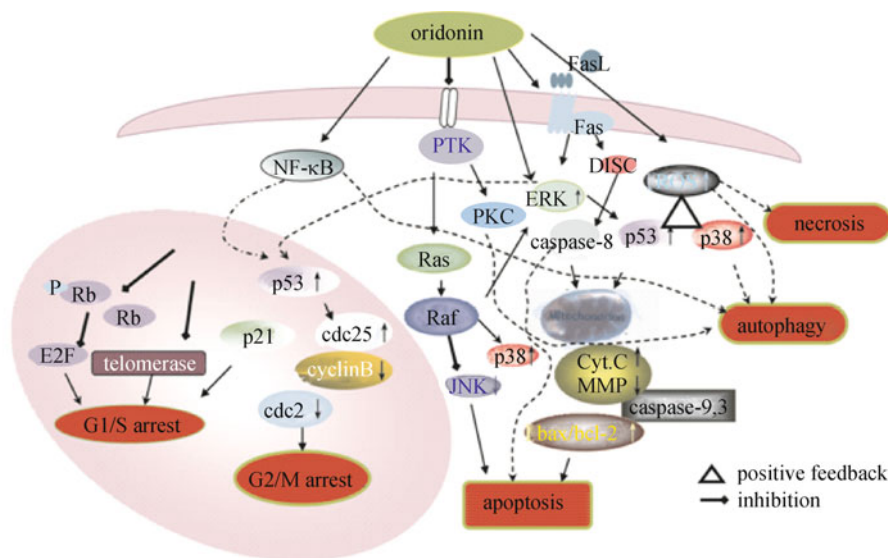 oridonin
FasL
Fas
PTK
NF-κB
DISC
ERK ↑
PKC
caspase-8
p53 ↑
p38 ↑
necrosis
Ras
autophagy
P
Rb
Rb
p53 ↑
cdc25 ↑
Raf
Mitochondrion
E2F
telomerase
p21
cyclinB ↓
p38 ↑
JNK
Cyt.C ↑
MMP ↓
caspase-9,3
cdc2 ↓
bax/bcl-2 ↑
G1/S arrest
G2/M arrest
apoptosis
positive feedback
inhibition